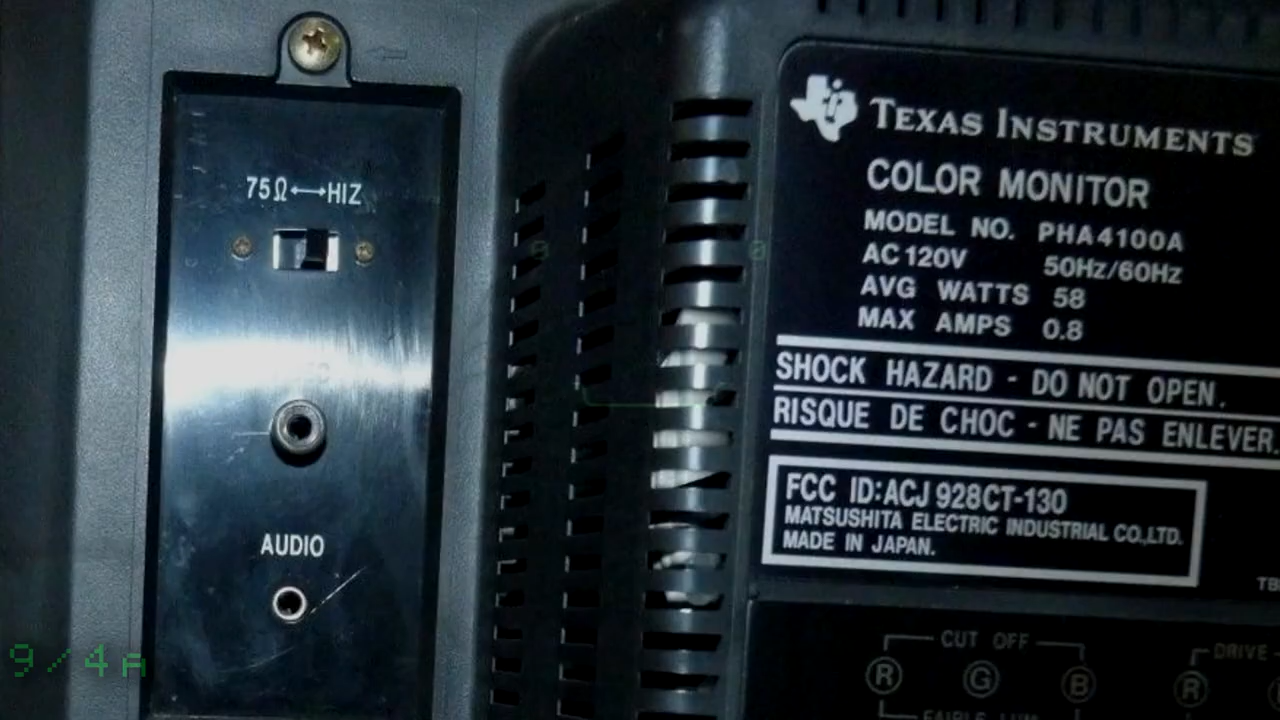 75Ω↔HIZ
AUDIO
9/4A
TEXAS INSTRUMENTS
COLOR MONITOR
MODEL NO. PHA4100A
AC 120V 50Hz/60Hz
AVG WATTS 58
MAX AMPS 0.8
SHOCK HAZARD - DO NOT OPEN.
RISQUE DE CHOC - NE PAS ENLEVER.
FCC ID:ACJ 928CT-130
MATSUSHITA ELECTRIC INDUSTRIAL CO.,LTD.
MADE IN JAPAN.
TB
CUT OFF
DRIVE
R G B R